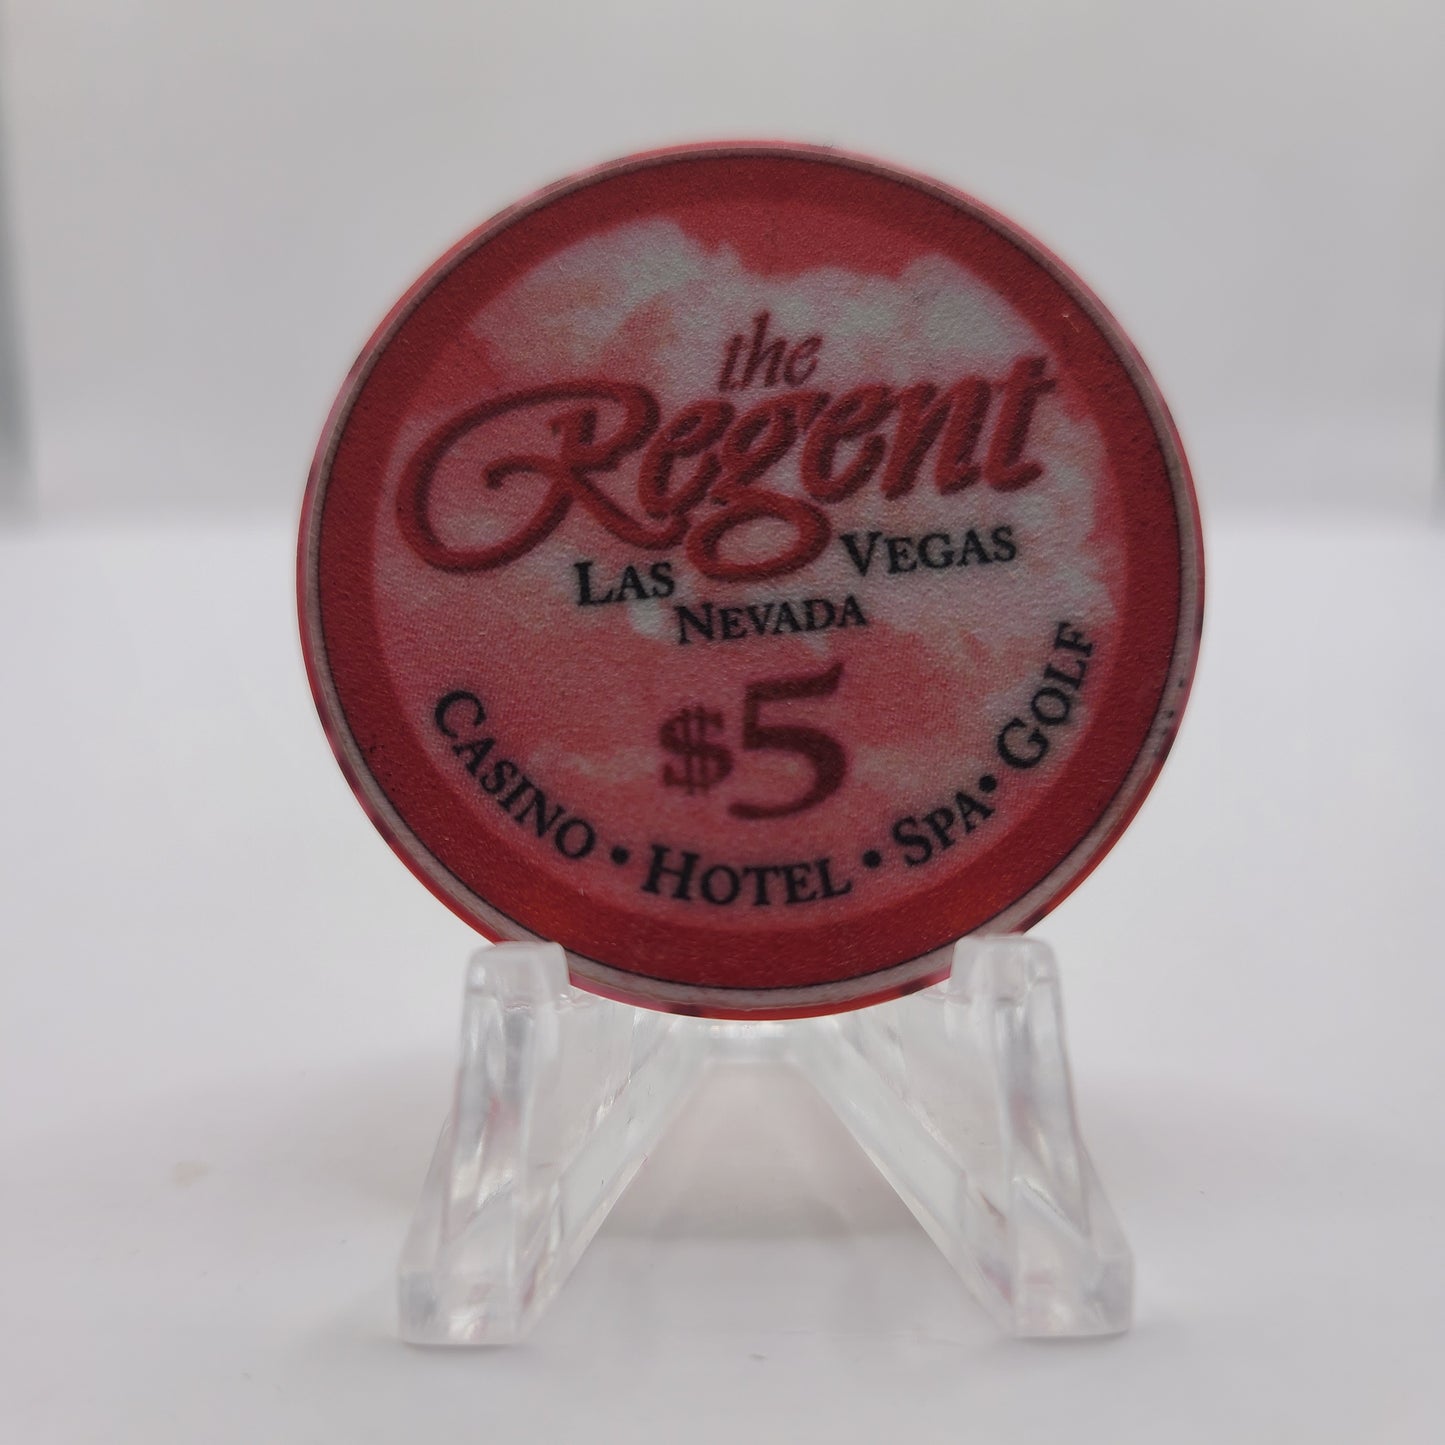 the
Regent
LAS VEGAS
NEVADA
$5
CASINO • HOTEL • SPA • GOLF